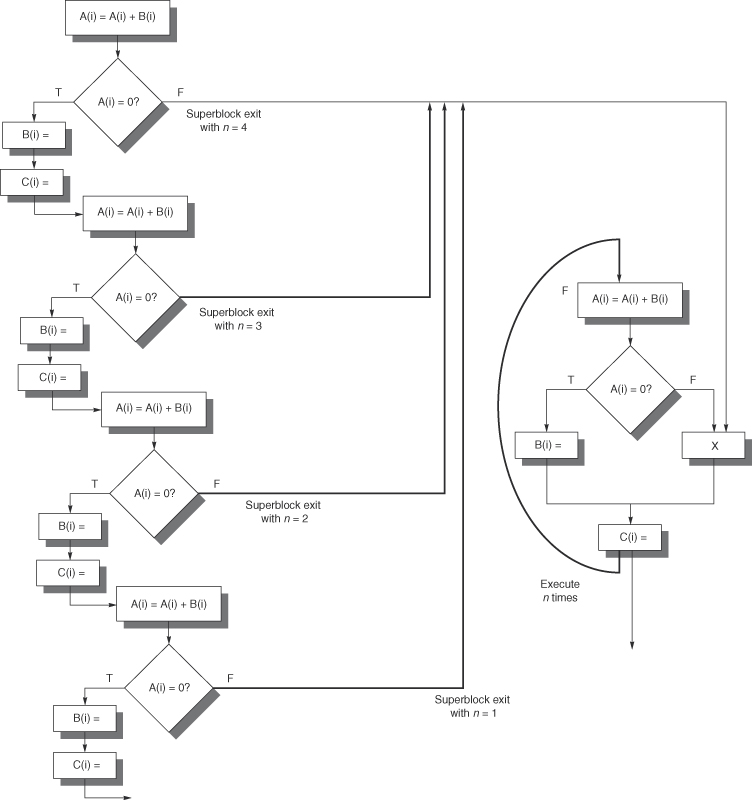 A(i) = A(i) + B(i)
T
A(i) = 0?
F
Superblock exit
with n = 4
B(i) =
C(i) =
A(i) = A(i) + B(i)
T
A(i) = 0?
Superblock exit
with n = 3
B(i) =
C(i) =
A(i) = A(i) + B(i)
T
A(i) = 0?
F
Superblock exit
with n = 2
B(i) =
C(i) =
A(i) = A(i) + B(i)
T
A(i) = 0?
F
Superblock exit
with n = 1
B(i) =
C(i) =
F
A(i) = A(i) + B(i)
T
A(i) = 0?
F
B(i) =
X
C(i) =
Execute
n times